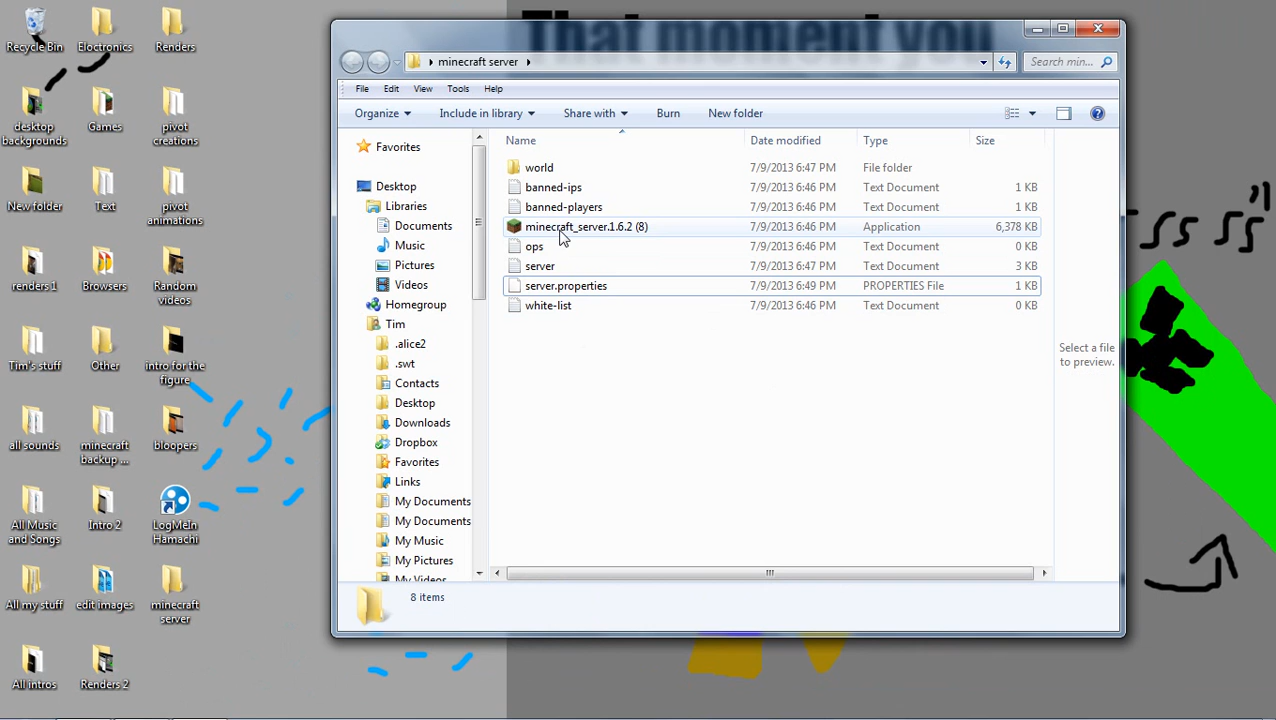 That moment you
Recycle Bin
Eloctronics
Renders
desktop backgrounds
Games
pivot creations
New folder
Text
pivot animations
renders 1
Browsers
Random videos
Tim's stuff
Other
intro for the figure
all sounds
minecraft backup ...
bloopers
All Music and Songs
Intro 2
LogMeIn Hamachi
All my stuff
edit images
minecraft server
All intros
Renders 2
minecraft server
Search min...
File Edit View Tools Help
Organize Include in library Share with Burn New folder
Name Date modified Type Size
world 7/9/2013 6:47 PM File folder
banned-ips 7/9/2013 6:46 PM Text Document 1 KB
banned-players 7/9/2013 6:46 PM Text Document 1 KB
minecraft_server.1.6.2 (8) 7/9/2013 6:46 PM Application 6,378 KB
ops 7/9/2013 6:46 PM Text Document 0 KB
server 7/9/2013 6:47 PM Text Document 3 KB
server.properties 7/9/2013 6:49 PM PROPERTIES File 1 KB
white-list 7/9/2013 6:46 PM Text Document 0 KB
Favorites
Desktop
Libraries
Documents
Music
Pictures
Videos
Homegroup
Tim
.alice2
.swt
Contacts
Desktop
Downloads
Dropbox
Favorites
Links
My Documents
My Documents
My Music
My Pictures
My Videos
Select a file to preview.
8 items